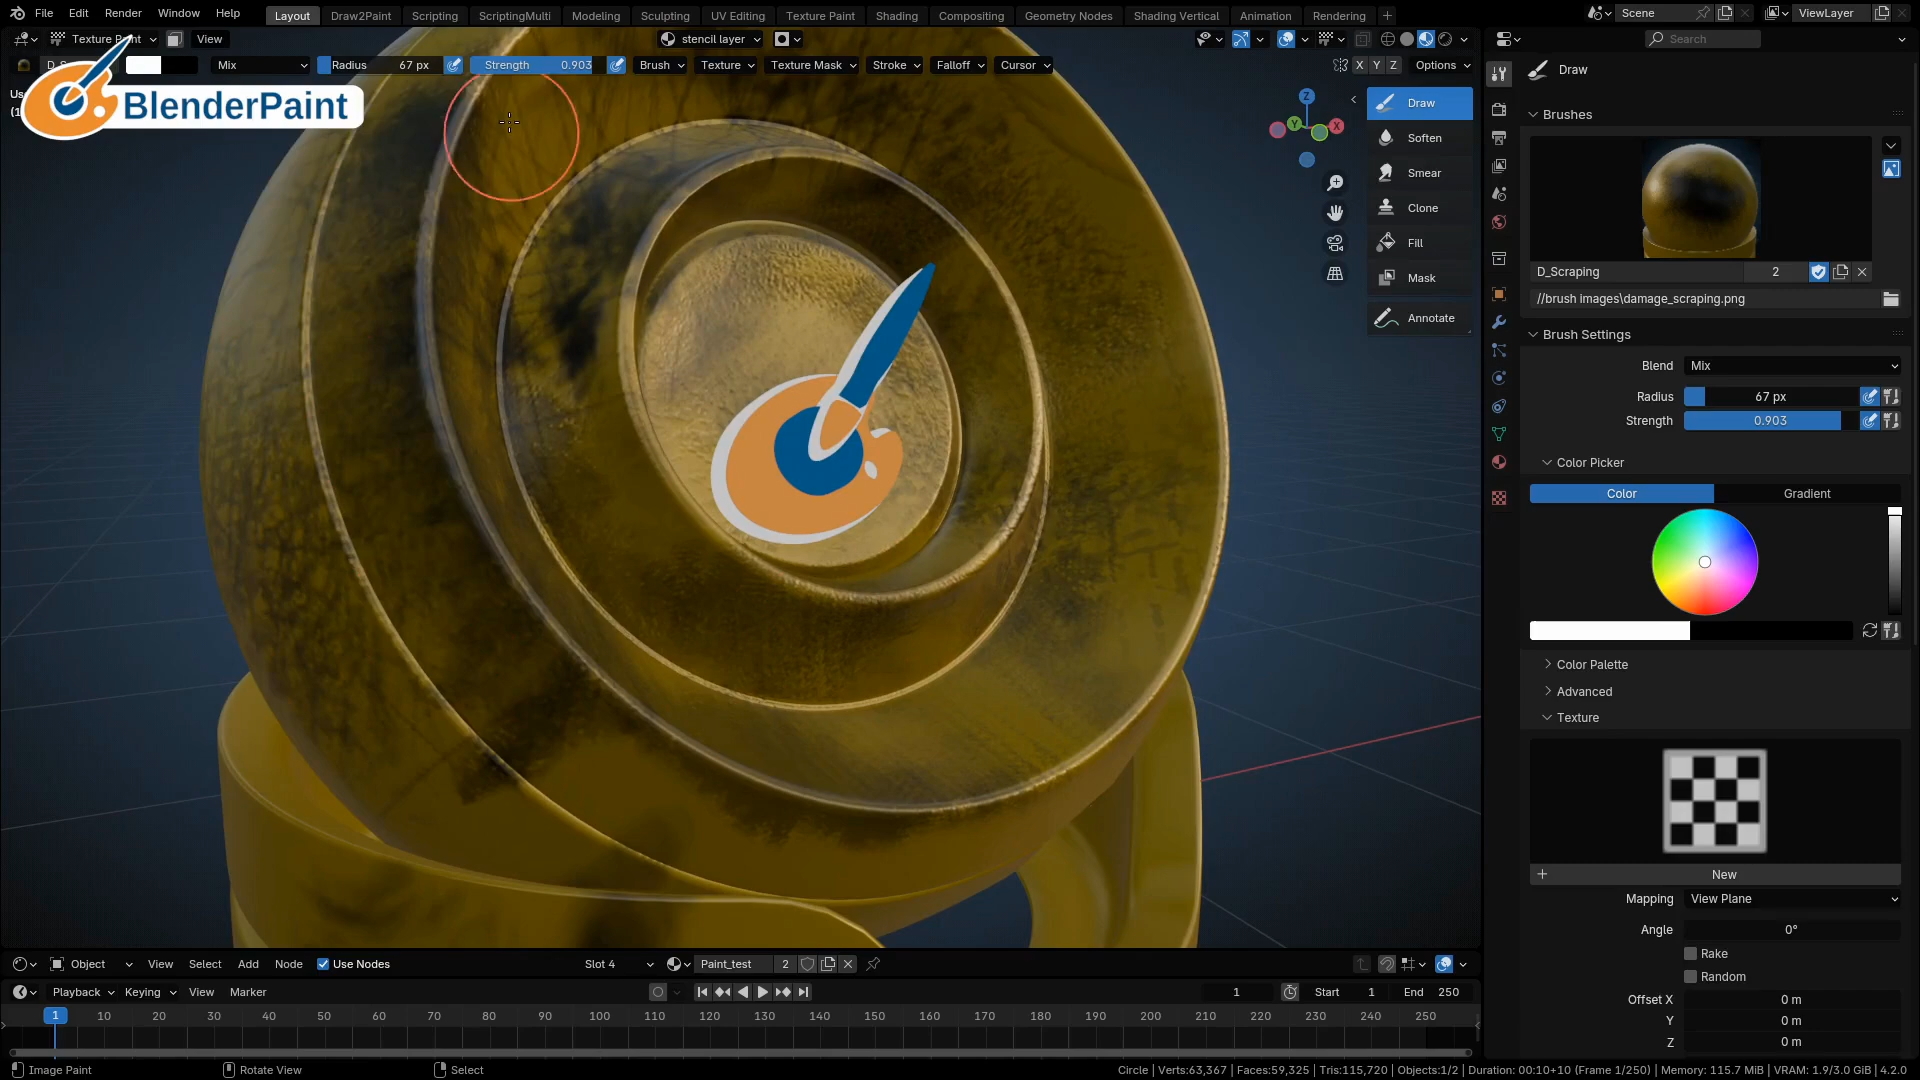 File Edit Render Window Help Layout Draw2Paint Scripting ScriptingMulti Modeling Sculpting UV Editing Texture Paint Shading Compositing Geometry Nodes Shading Vertical Animation Rendering + Scene ViewLayer
View stencil layer Search
Mix Radius 67 px Strength 0.903 Brush Texture Texture Mask Stroke Falloff Cursor X Y Z Options
BlenderPaint
Z
Y
X
Draw
Soften
Smear
Clone
Fill
Mask
Annotate
Draw
Brushes
D_Scraping 2
//brush images\damage_scraping.png
Brush Settings
Blend Mix
Radius 67 px
Strength 0.903
Color Picker
Color Gradient
Color Palette
Advanced
Texture
+ New
Mapping View Plane
Angle 0°
Rake
Random
Offset X 0 m
Y 0 m
Z 0 m
Object View Select Add Node Use Nodes Slot 4 Paint_test 2
Playback Keying View Marker 1 Start 1 End 250
1 10 20 30 40 50 60 70 80 90 100 110 120 130 140 150 160 170 180 190 200 210 220 230 240 250
Image Paint Rotate View Select Circle | Verts:63,367 | Faces:59,325 | Tris:115,720 | Objects:1/2 | Duration: 00:10+10 (Frame 1/250) | Memory: 115.7 MiB | VRAM: 1.9/3.0 GiB | 4.2.0